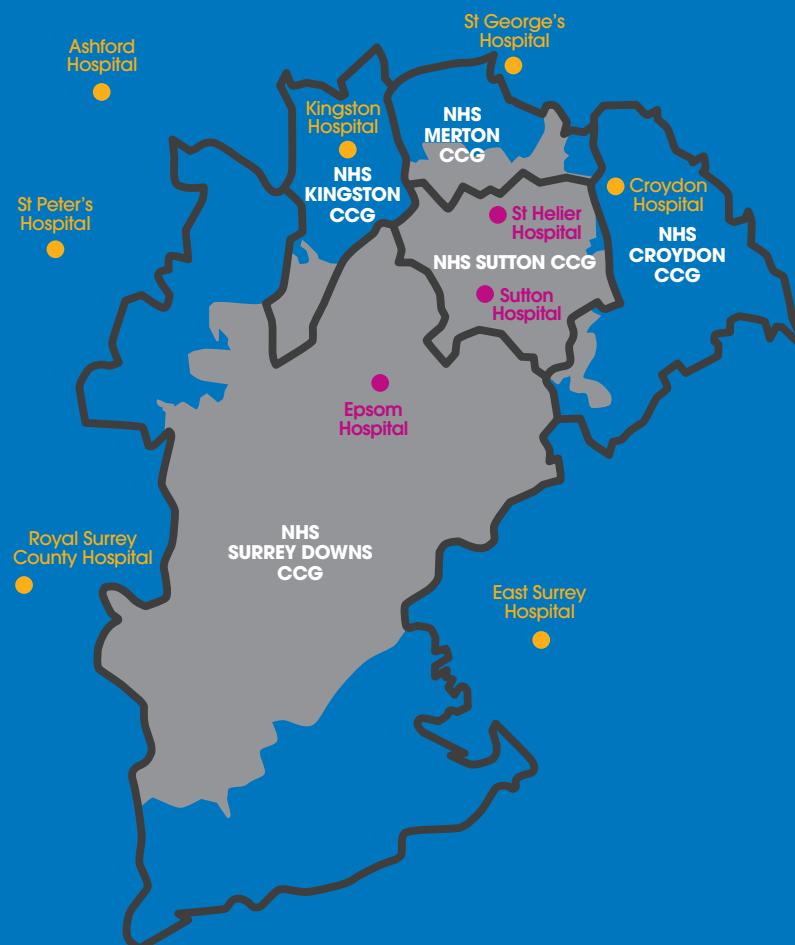 St George's
Hospital
Ashford
Hospital
Kingston
Hospital
NHS
MERTON
CCG
NHS
KINGSTON
CCG
Croydon
Hospital
St Peter's
Hospital
St Helier
Hospital
NHS
CROYDON
CCG
NHS SUTTON CCG
Sutton
Hospital
Epsom
Hospital
NHS
SURREY DOWNS
CCG
Royal Surrey
County Hospital
East Surrey
Hospital